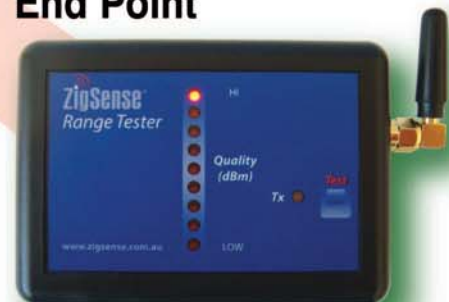 End Point
ZigSense
Range Tester
HI
Quality
(dBm)
Test
Tx
www.zigsense.com.au
LOW